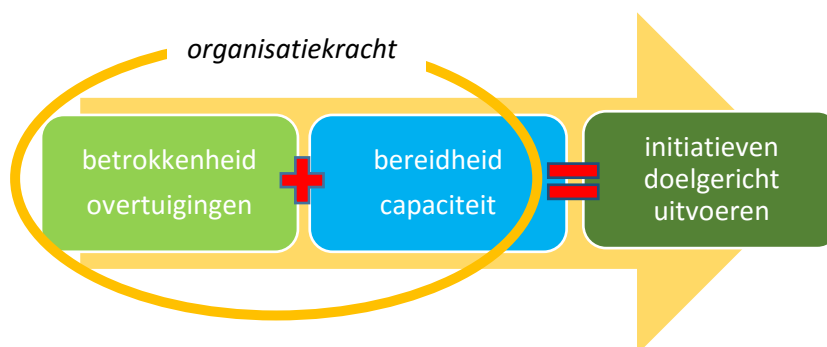 organisatiekracht
betrokkenheid
overtuigingen
+
bereidheid
capaciteit
=
initiatieven
doelgericht
uitvoeren